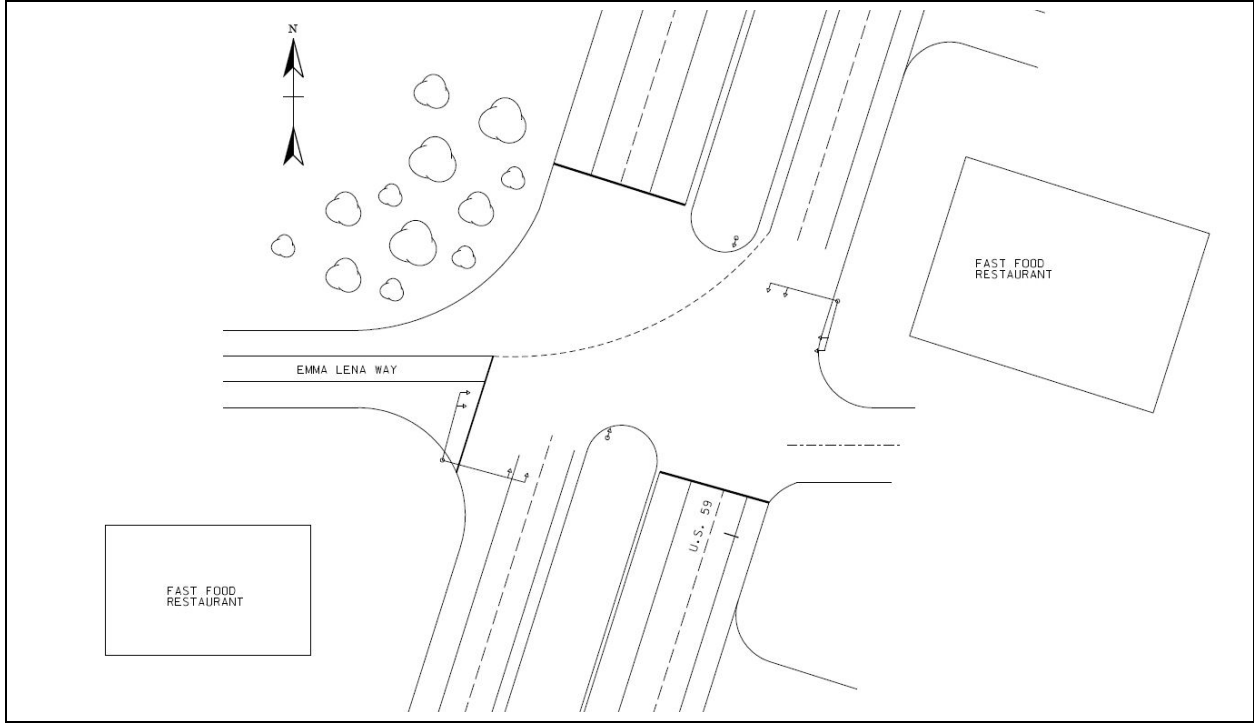 N
FAST FOOD
RESTAURANT
EMMA LENA WAY
U.S. 59
FAST FOOD
RESTAURANT